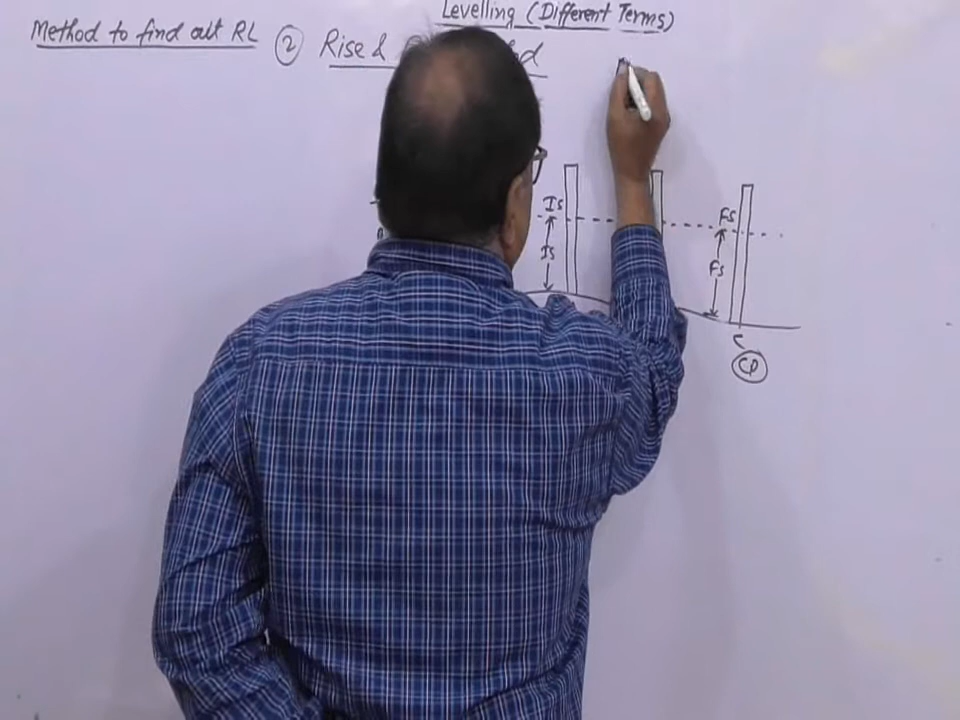 Levelling (Different Terms)
Method to find out RL ② Rise &
IS
FS
IS
FS
C
CP